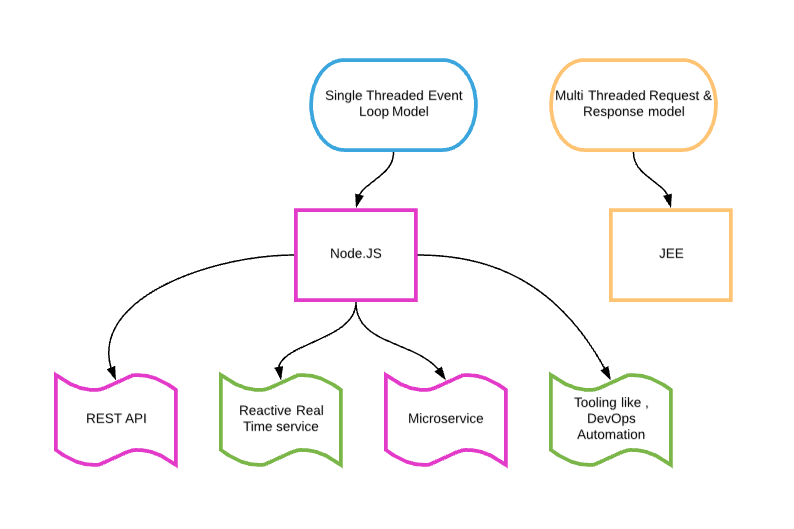 Single Threaded Event
Loop Model
Multi Threaded Request &
Response model
Node.JS
JEE
REST API
Reactive Real
Time service
Microservice
Tooling like ,
DevOps
Automation